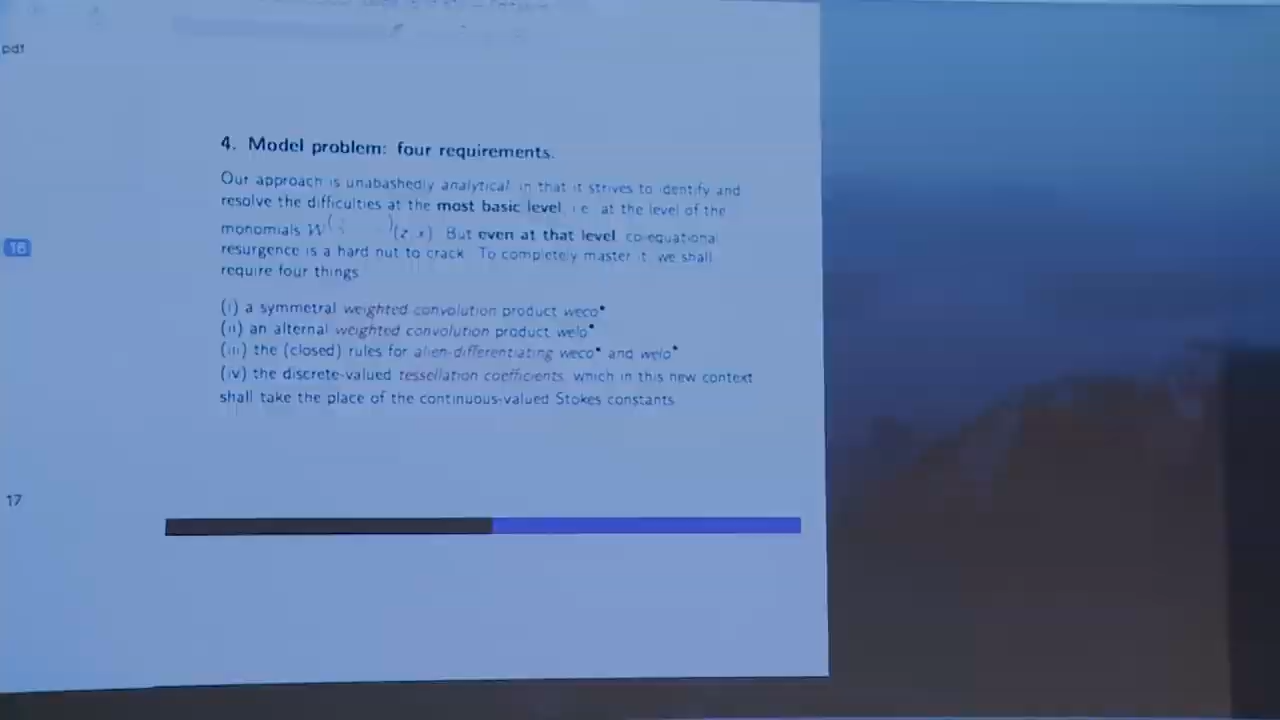 pdf
4. Model problem: four requirements.
Our approach is unabashedly analytical in that it strives to identify and
resolve the difficulties at the most basic level, i.e. at the level of the
monomials W (z,x). But even at that level, co-equational
resurgence is a hard nut to crack. To completely master it, we shall
require four things
16
(i) a symmetral weighted convolution product weco•
(ii) an alternal weighted convolution product welo•
(iii) the (closed) rules for alien-differentiating weco• and welo•
(iv) the discrete-valued tessellation coefficients, which in this new context
shall take the place of the continuous-valued Stokes constants
17